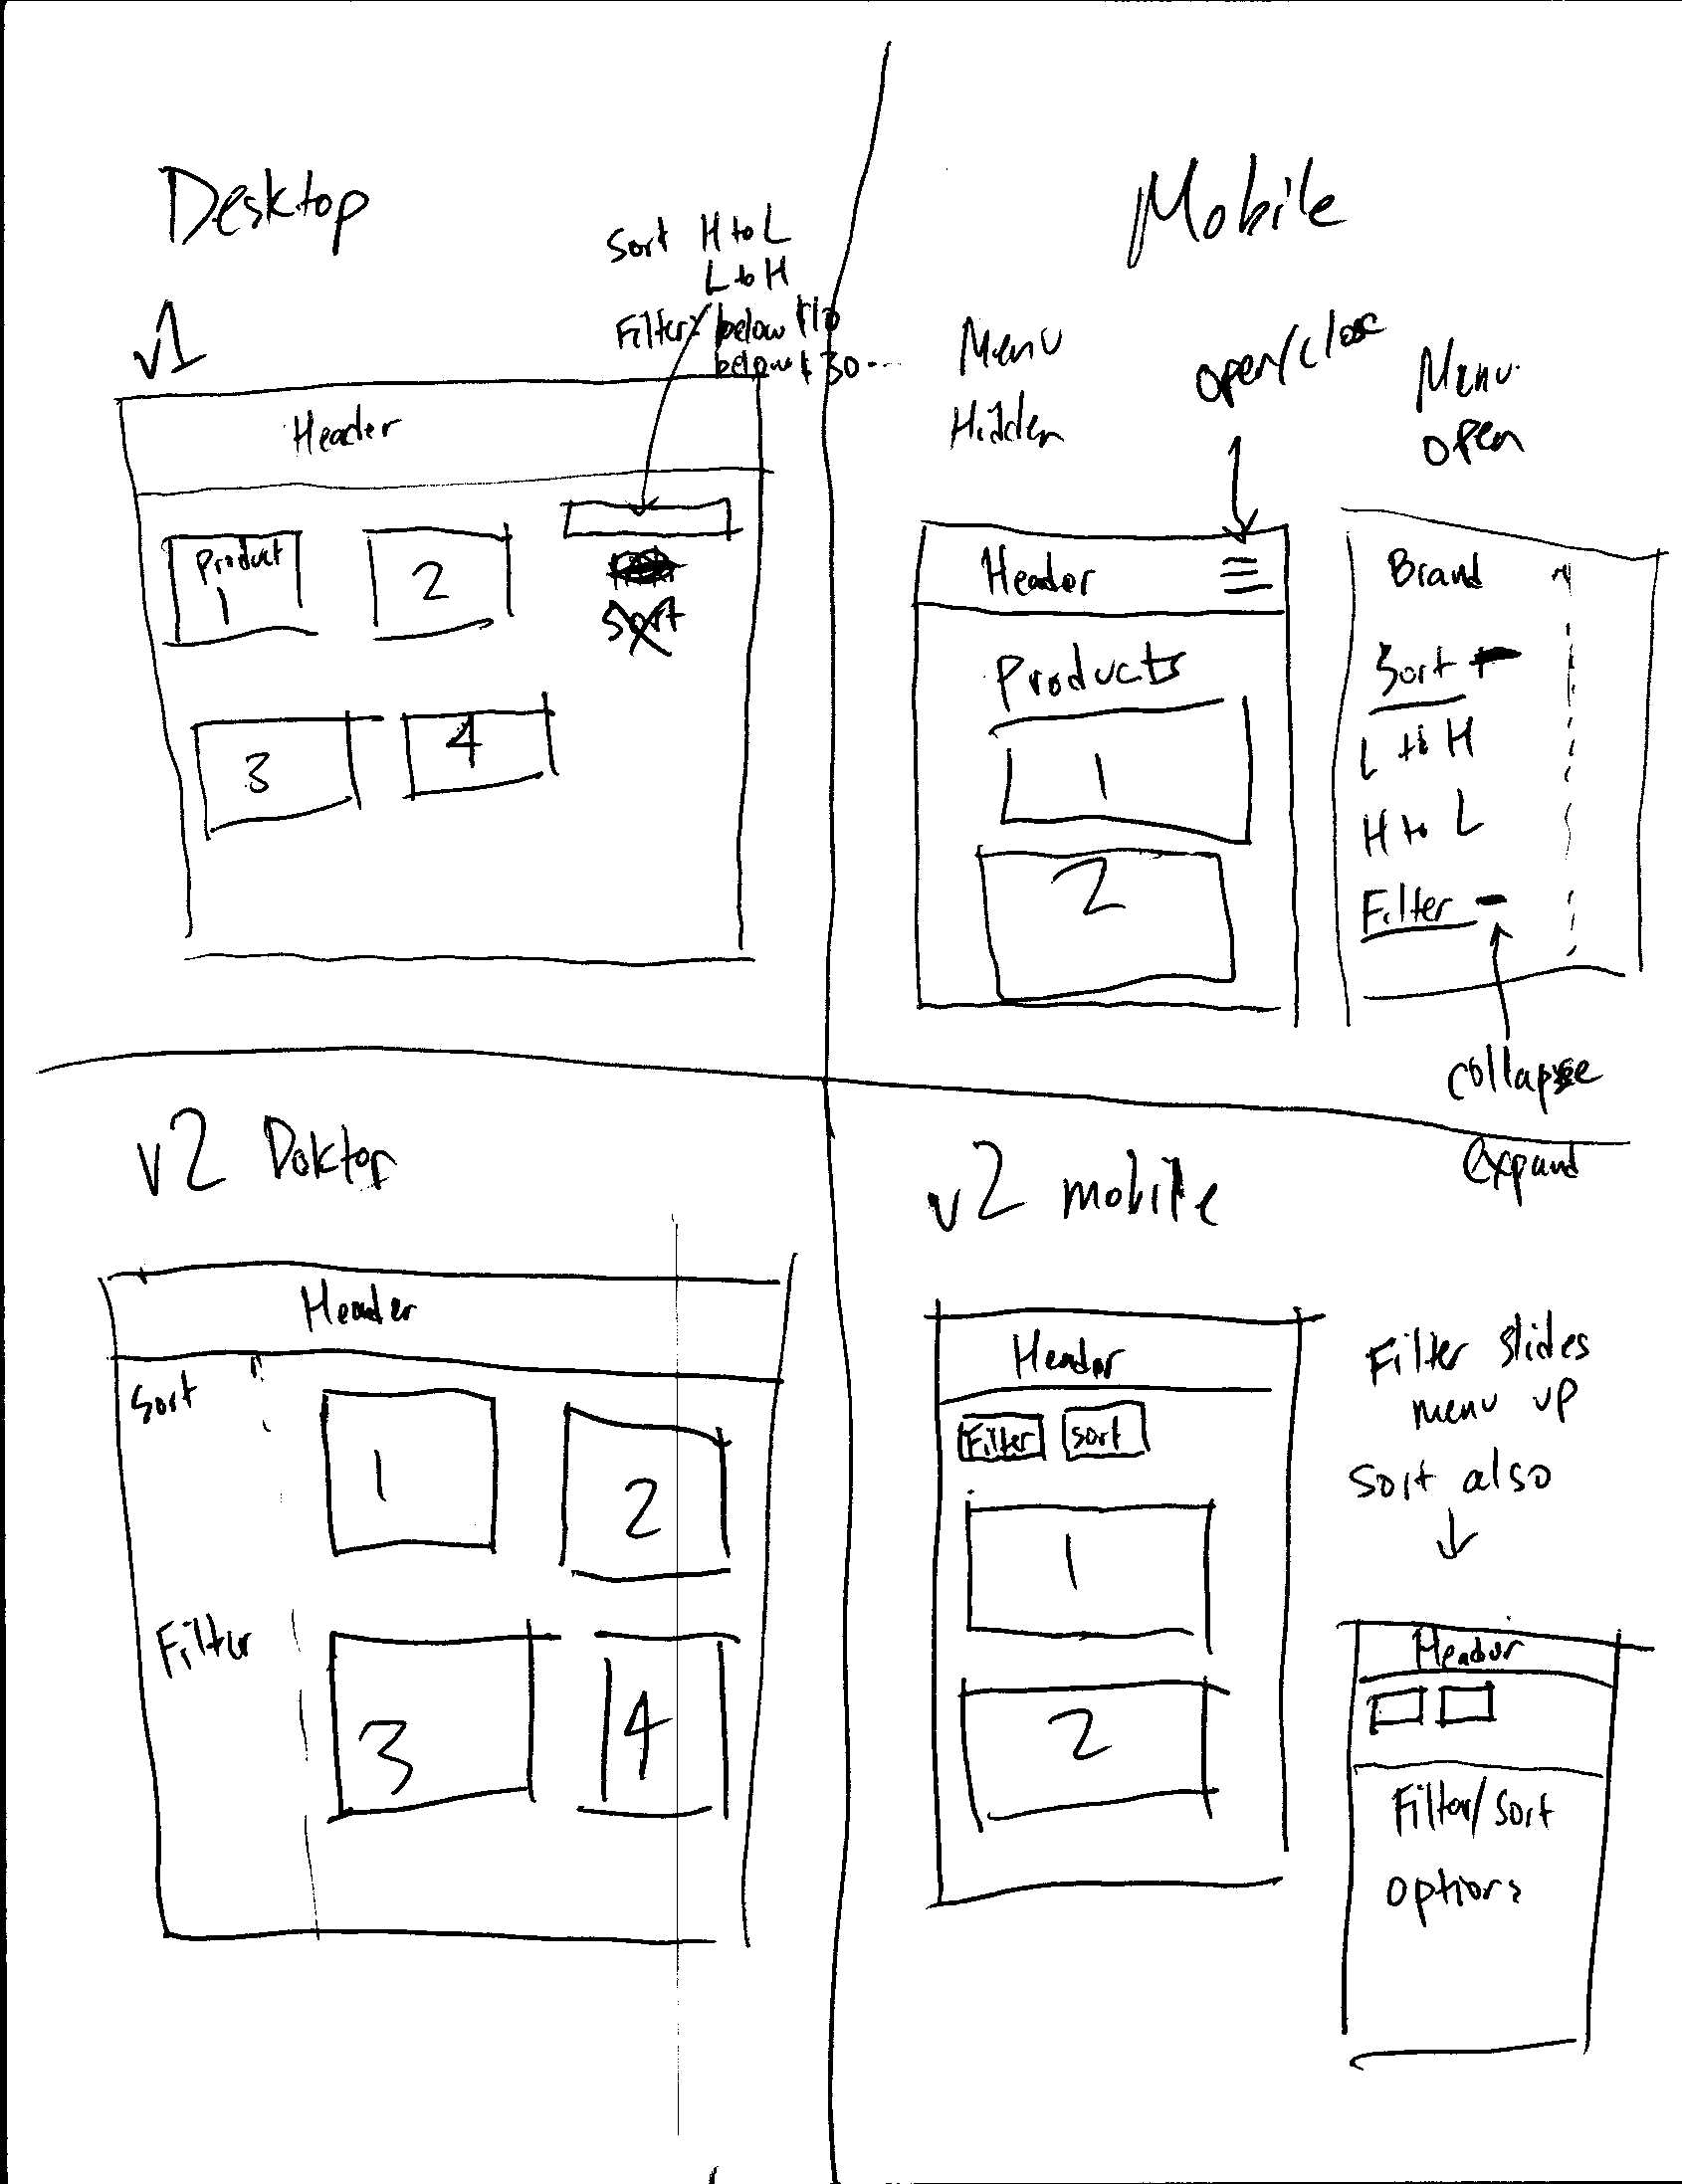 Desktop
v1
Sort H to L
L to H
Filter: below $10
below $30...
Header
Product
1
2
Sort
3
4
Mobile
Menu
Hidden
open/close
Menu
open
Header
Products
1
2
Brand
Sort
L to H
H to L
Filter -
collapse
expand
v2 Desktop
Header
Sort
1
2
Filter
3
4
v2 mobile
Header
Filter
Sort
1
2
Filter slides
menu up
Sort also
Header
Filter/sort
options